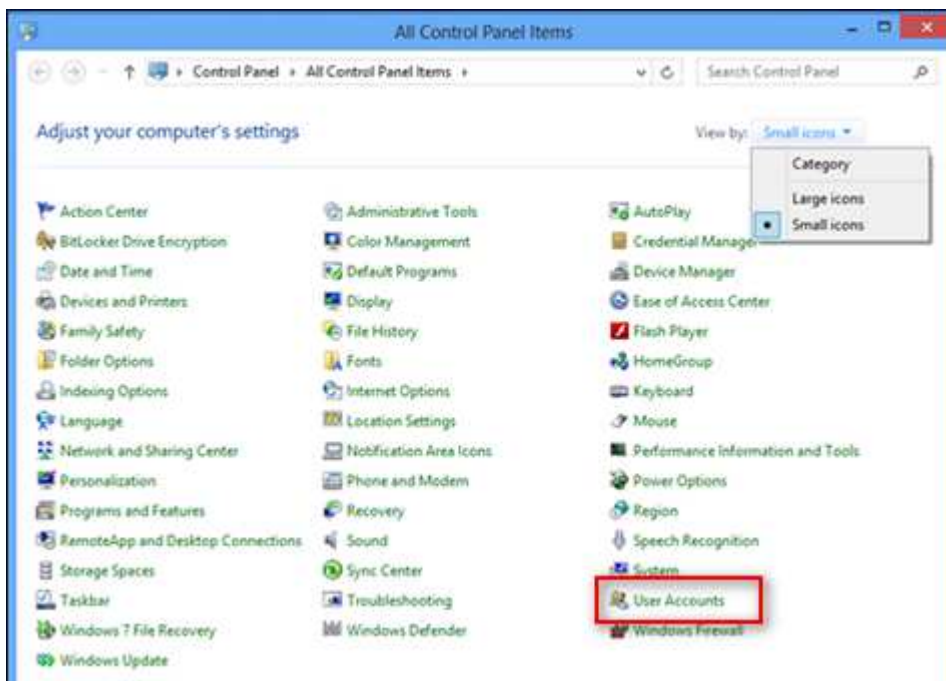 All Control Panel Items
Control Panel All Control Panel Items Search Control Panel
Adjust your computer's settings View by: Small icons
Category
Large icons
Small icons
Action Center Administrative Tools AutoPlay
BitLocker Drive Encryption Color Management Credential Manager
Date and Time Default Programs Device Manager
Devices and Printers Display Ease of Access Center
Family Safety File History Flash Player
Folder Options Fonts HomeGroup
Indexing Options Internet Options Keyboard
Language Location Settings Mouse
Network and Sharing Center Notification Area Icons Performance Information and Tools
Personalization Phone and Modem Power Options
Programs and Features Recovery Region
RemoteApp and Desktop Connections Sound Speech Recognition
Storage Spaces Sync Center System
Taskbar Troubleshooting User Accounts
Windows 7 File Recovery Windows Defender Windows Firewall
Windows Update